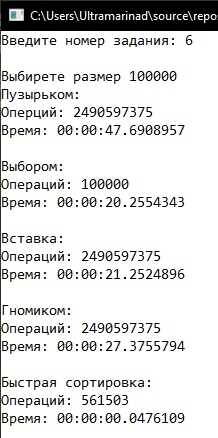 C:\Users\Ultramarinad\source\repo
Введите номер задания: 6
Выбирете размер 100000
Пузырьком:
Оперций: 2490597375
Время: 00:00:47.6908957
Выбором:
Операций: 100000
Время: 00:00:20.2554343
Вставка:
Операций: 2490597375
Время: 00:00:21.2524896
Гномиком:
Операций: 2490597375
Время: 00:00:27.3755794
Быстрая сортировка:
Операций: 561503
Время: 00:00:00.0476109